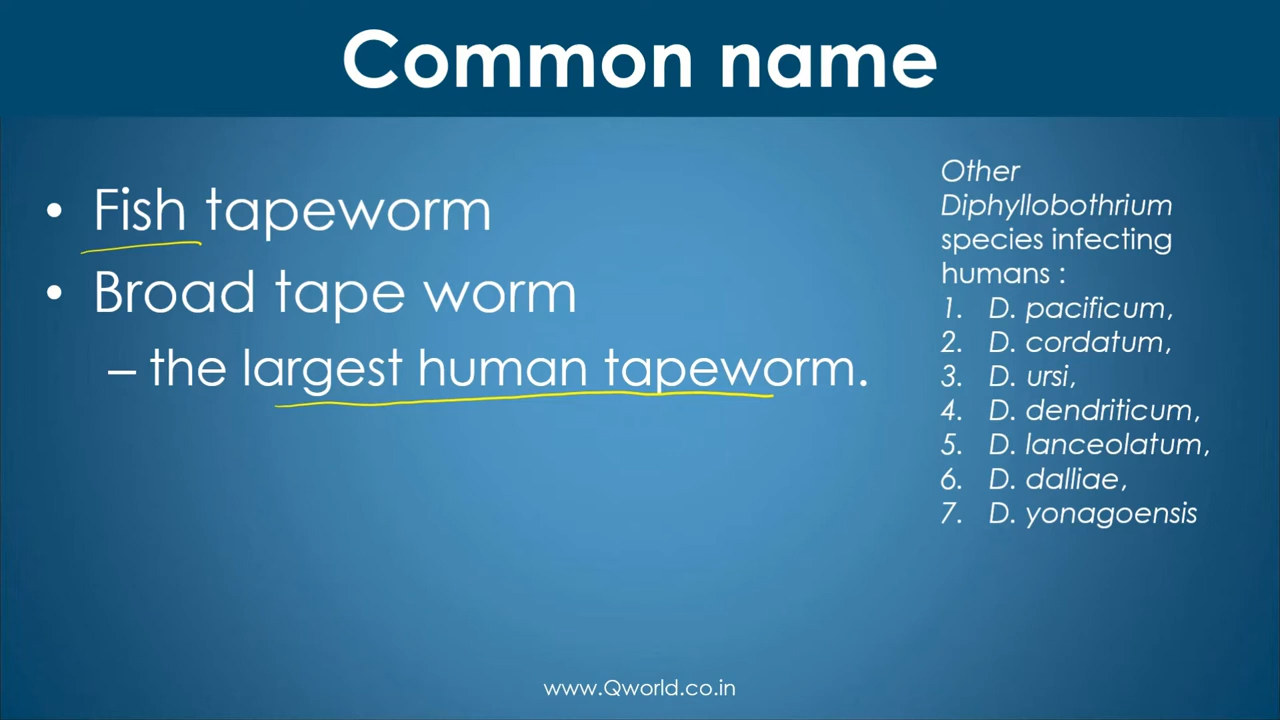 Common name
• Fish tapeworm
• Broad tape worm
– the largest human tapeworm.
Other
Diphyllobothrium
species infecting
humans :
1. D. pacificum,
2. D. cordatum,
3. D. ursi,
4. D. dendriticum,
5. D. lanceolatum,
6. D. dalliae,
7. D. yonagoensis
www.Qworld.co.in